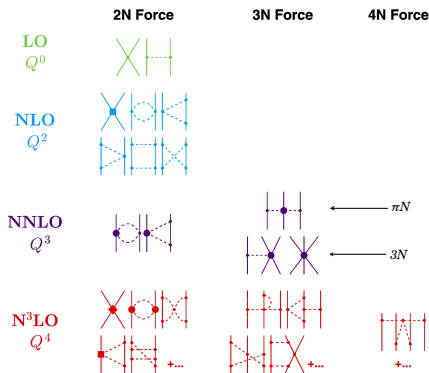 2N Force 3N Force 4N Force
LO
Q⁰
NLO
Q²
NNLO
Q³
πN
3N
N³LO
Q⁴
+... +... +...